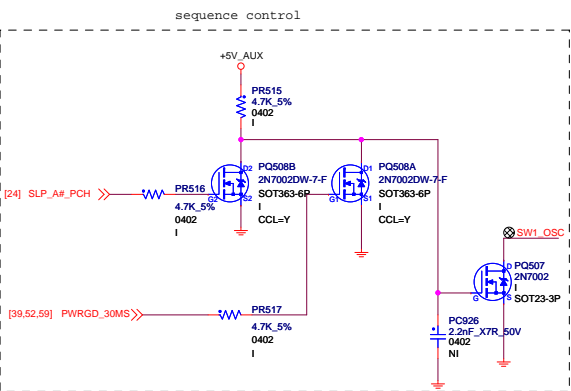 sequence control
+5V_AUX
PR515
4.7K_5%
0402
I
D2
PQ508B
2N7002DW-7-F
G2
S2
SOT363-6P
I
CCL=Y
D1
PQ508A
2N7002DW-7-F
G1
S1
SOT363-6P
I
CCL=Y
[24] SLP_A#_PCH
PR516
4.7K_5%
0402
I
SW1_OSC
D
PQ507
2N7002
G
S
I
SOT23-3P
[39,52,59] PWRGD_30MS
PR517
4.7K_5%
0402
I
PC926
2.2nF_X7R_50V
0402
NI